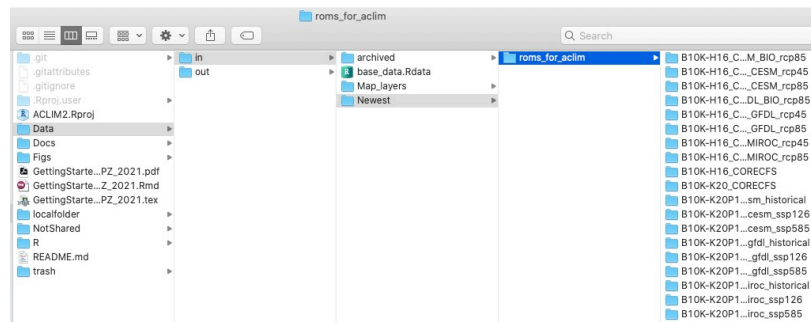 roms_for_aclim
Search
.git
.gitattributes
.gitignore
.Rproj.user
ACLIM2.Rproj
Data
Docs
Figs
GettingStarte...PZ_2021.pdf
GettingStarte...Z_2021.Rmd
GettingStarte...PZ_2021.tex
localfolder
NotShared
R
README.md
trash
in
out
archived
base_data.Rdata
Map_layers
Newest
roms_for_aclim
B10K-H16_C...M_BIO_rcp85
B10K-H16_C..._CESM_rcp45
B10K-H16_C..._CESM_rcp85
B10K-H16_C...DL_BIO_rcp85
B10K-H16_C..._GFDL_rcp45
B10K-H16_C..._GFDL_rcp85
B10K-H16_C...MIROC_rcp45
B10K-H16_C...MIROC_rcp85
B10K-H16_CORECFS
B10K-K20_CORECFS
B10K-K20P1...sm_historical
B10K-K20P1...cesm_ssp126
B10K-K20P1...cesm_ssp585
B10K-K20P1...gfdl_historical
B10K-K20P1..._gfdl_ssp126
B10K-K20P1..._gfdl_ssp585
B10K-K20P1...iroc_historical
B10K-K20P1...iroc_ssp126
B10K-K20P1...iroc_ssp585